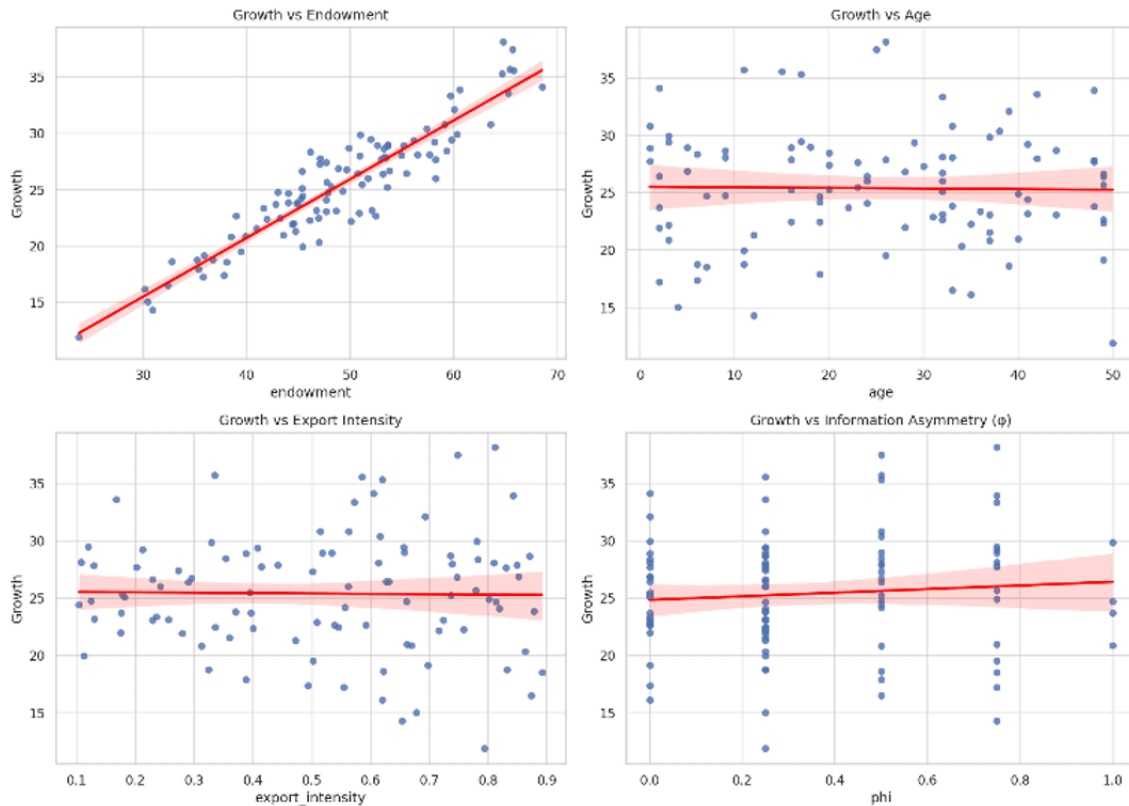 Growth vs Endowment
Growth
35
30
25
20
15
30 40 50 60 70
endowment
Growth vs Age
Growth
35
30
25
20
15
0 10 20 30 40 50
age
Growth vs Export Intensity
Growth
35
30
25
20
15
0.1 0.2 0.3 0.4 0.5 0.6 0.7 0.8 0.9
export_intensity
Growth vs Information Asymmetry (φ)
Growth
35
30
25
20
15
0.0 0.2 0.4 0.6 0.8 1.0
phi